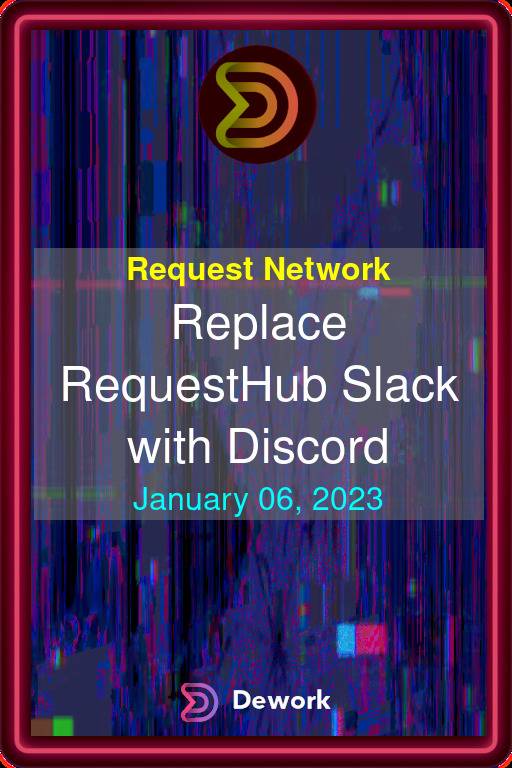 Request Network
Replace
RequestHub Slack
with Discord
January 06, 2023
Dework